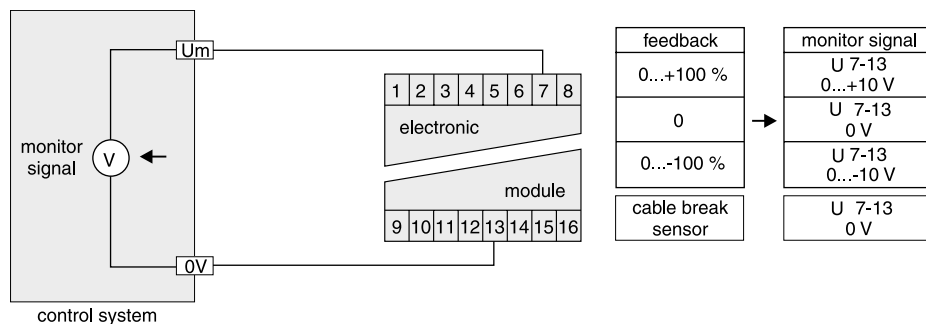 Um
monitor
signal
V
0V
control system
1 2 3 4 5 6 7 8
electronic
module
9 10 11 12 13 14 15 16
feedback
0...+100 %
0
0...-100 %
cable break
sensor
monitor signal
U 7-13
0...+10 V
U 7-13
0 V
U 7-13
0...-10 V
U 7-13
0 V